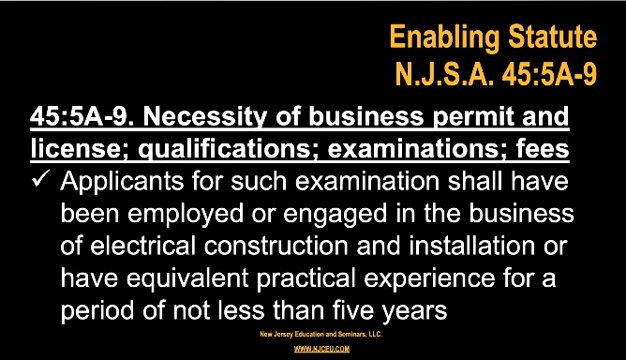 Enabling Statute
N.J.S.A. 45:5A-9
45:5A-9. Necessity of business permit and
license; qualifications; examinations; fees
✓ Applicants for such examination shall have
been employed or engaged in the business
of electrical construction and installation or
have equivalent practical experience for a
period of not less than five years
New Jersey Education and Seminars, LLC.
WWW.NJCEU.COM